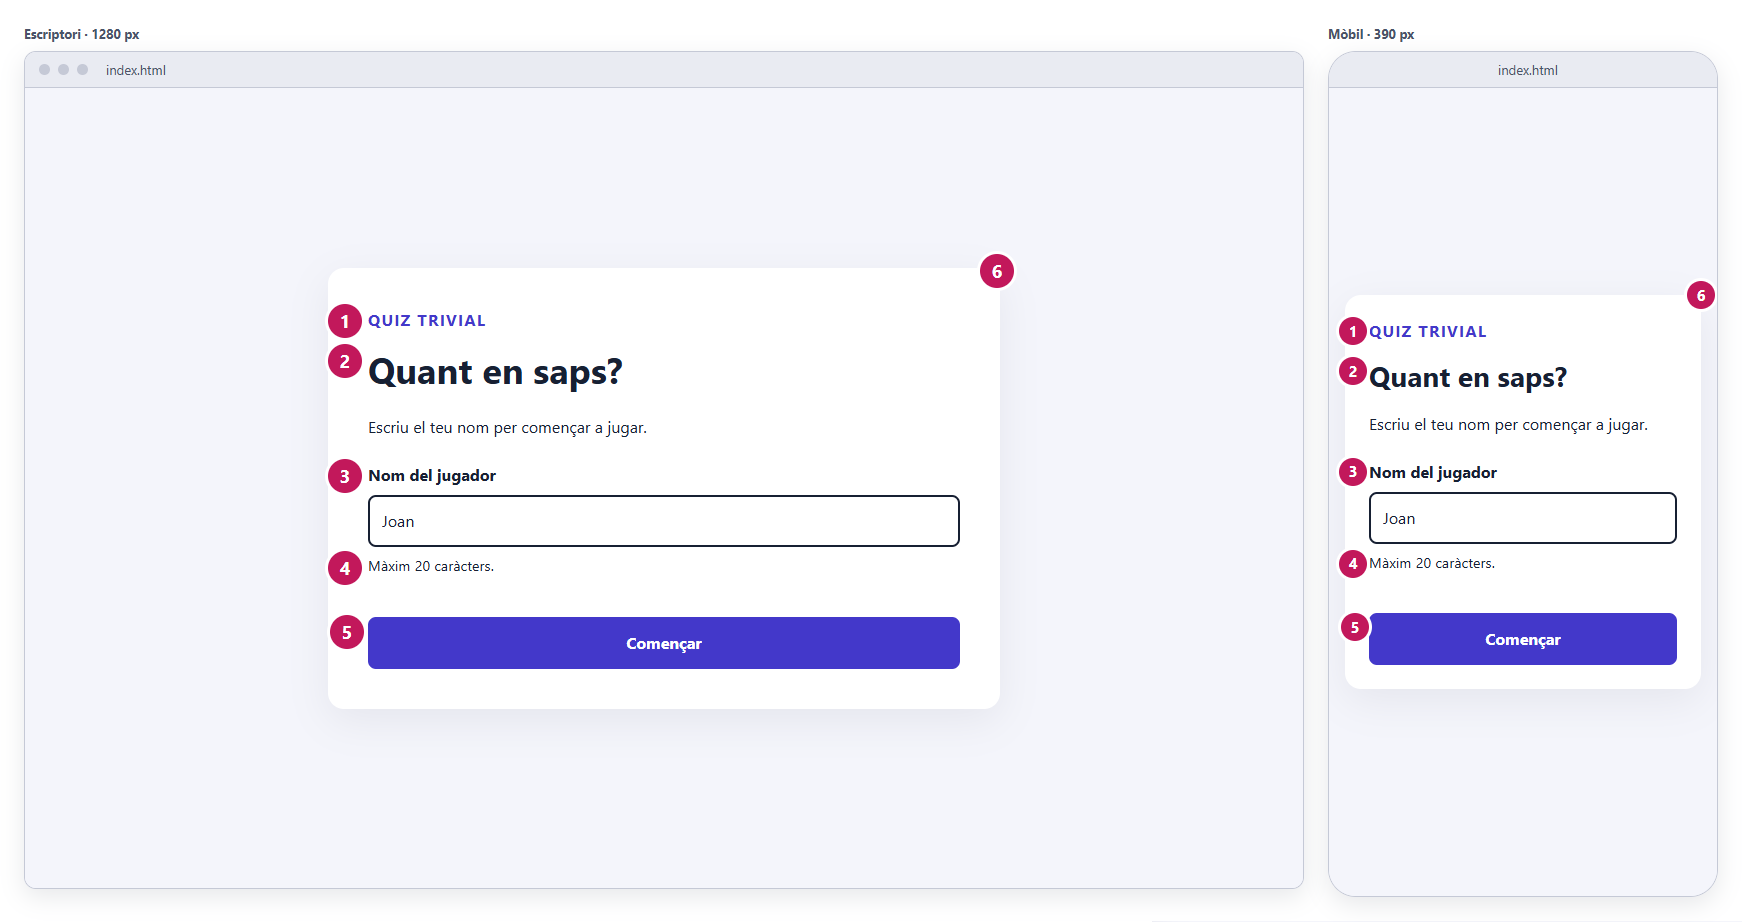 Escriptori · 1280 px
index.html
6
1 QUIZ TRIVIAL
2 Quant en saps?
Escriu el teu nom per començar a jugar.
3 Nom del jugador
Joan
4 Màxim 20 caràcters.
5 Començar
Mòbil · 390 px
index.html
6
1 QUIZ TRIVIAL
2 Quant en saps?
Escriu el teu nom per començar a jugar.
3 Nom del jugador
Joan
4 Màxim 20 caràcters.
5 Començar